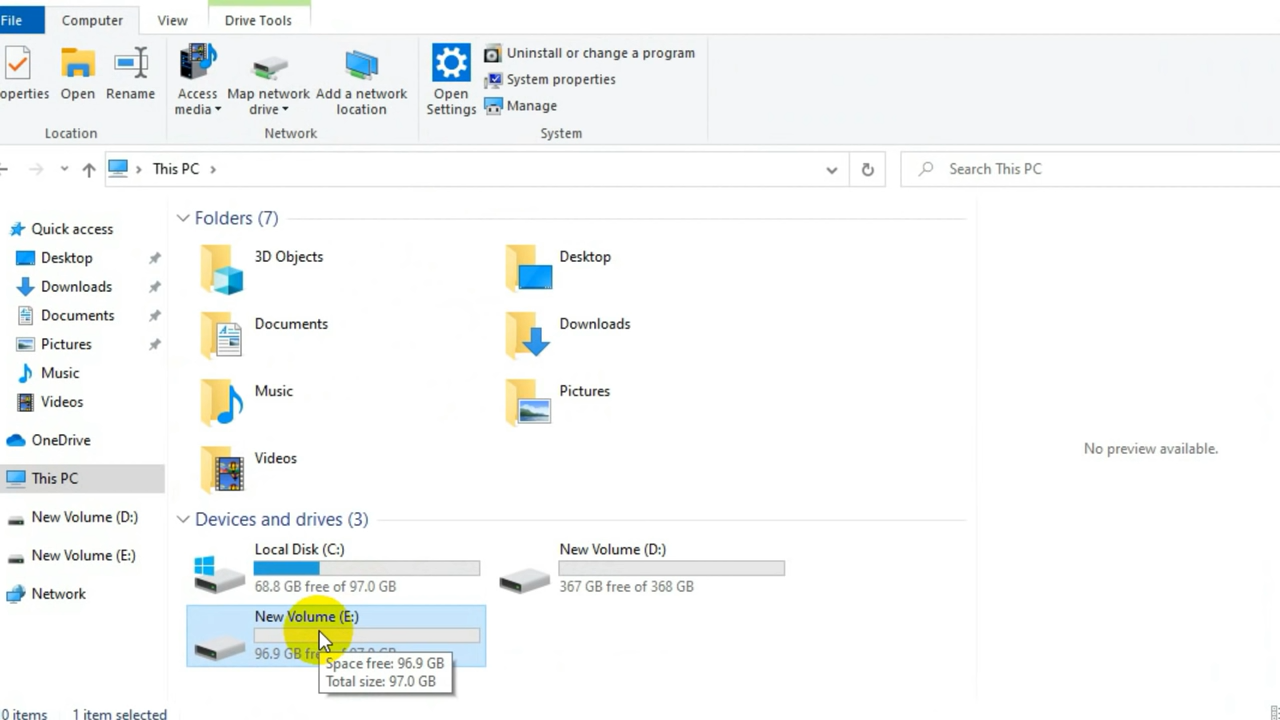 File Computer View Drive Tools
operties Open Rename Access media Map network drive Add a network location Open Settings Uninstall or change a program
System properties
Manage
Location Network System
This PC Search This PC
Quick access
Desktop
Downloads
Documents
Pictures
Music
Videos
OneDrive
This PC
New Volume (D:)
New Volume (E:)
Network
Folders (7)
3D Objects Desktop
Documents Downloads
Music Pictures
Videos
Devices and drives (3)
Local Disk (C:) New Volume (D:)
68.8 GB free of 97.0 GB 367 GB free of 368 GB
New Volume (E:)
96.9 GB free of 97.0 GB
Space free: 96.9 GB
Total size: 97.0 GB
No preview available.
0 items 1 item selected